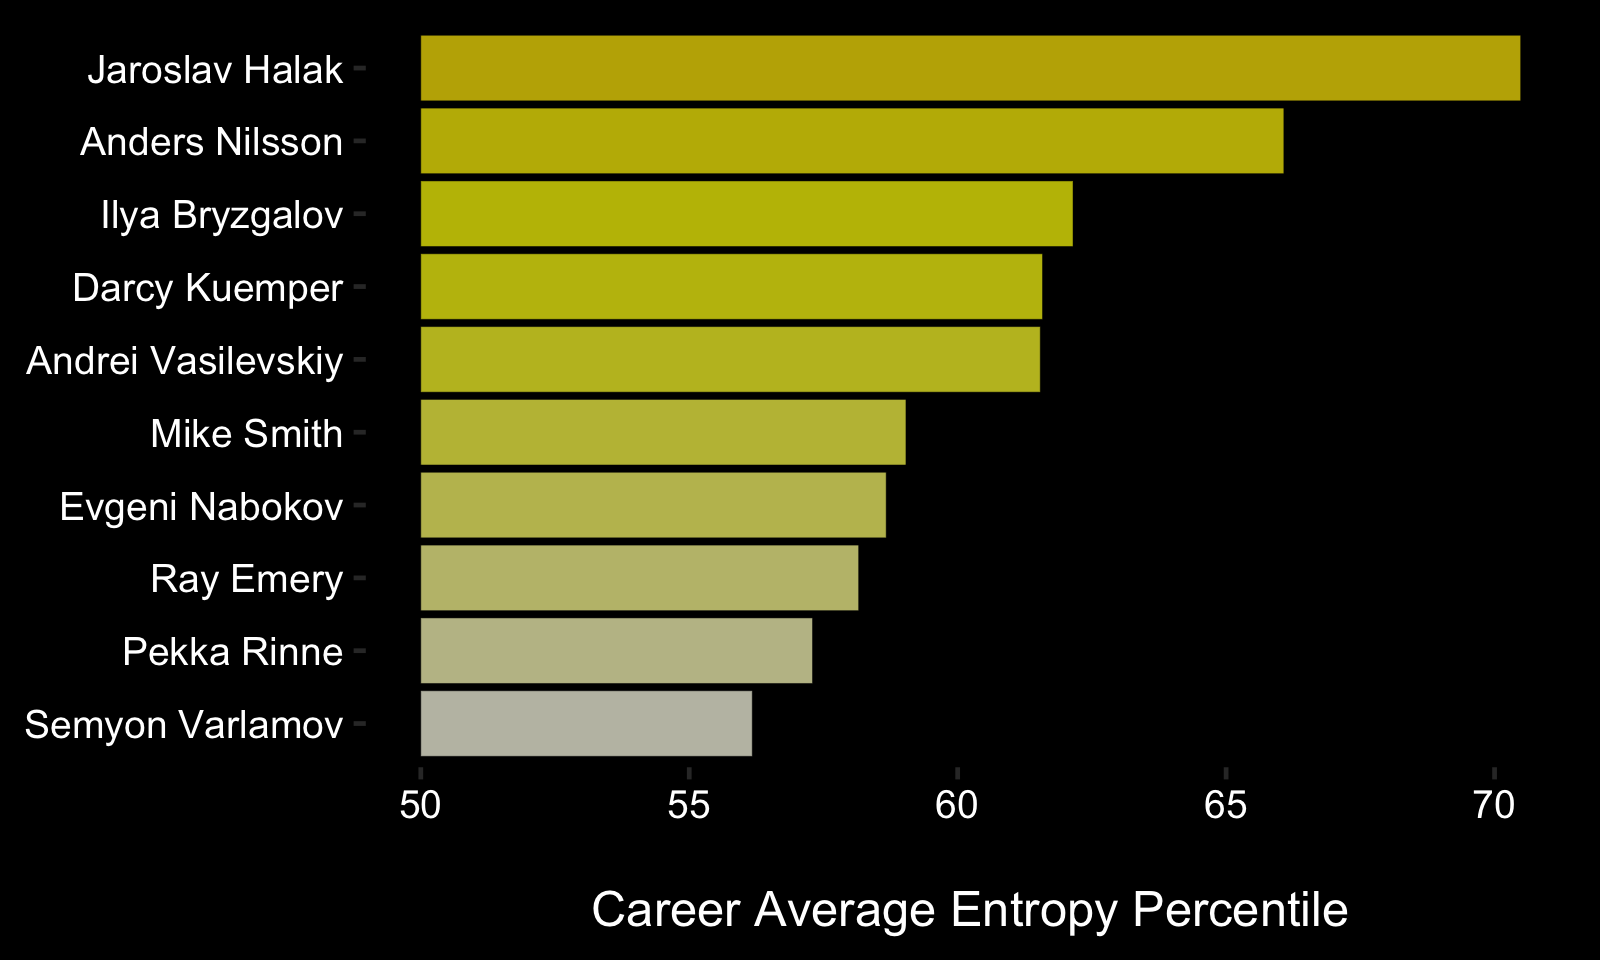 Jaroslav Halak
Anders Nilsson
Ilya Bryzgalov
Darcy Kuemper
Andrei Vasilevskiy
Mike Smith
Evgeni Nabokov
Ray Emery
Pekka Rinne
Semyon Varlamov
50 55 60 65 70
Career Average Entropy Percentile